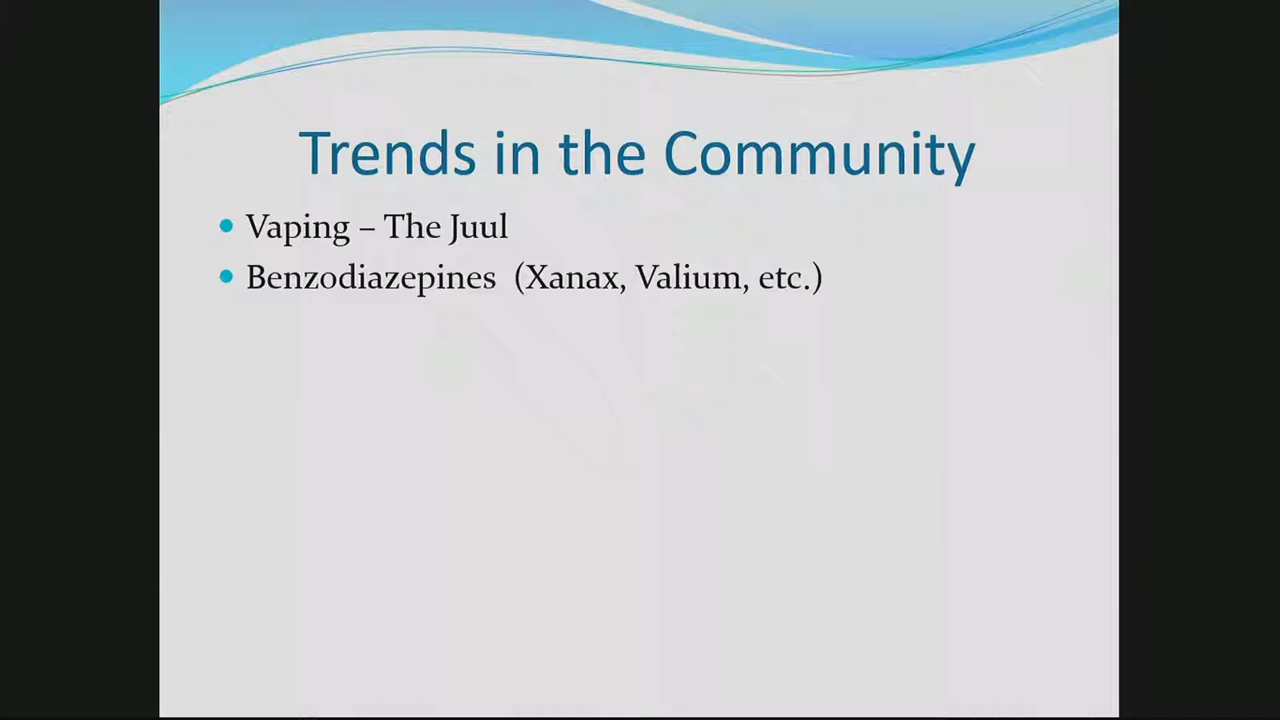 Trends in the Community
• Vaping – The Juul
• Benzodiazepines  (Xanax, Valium, etc.)